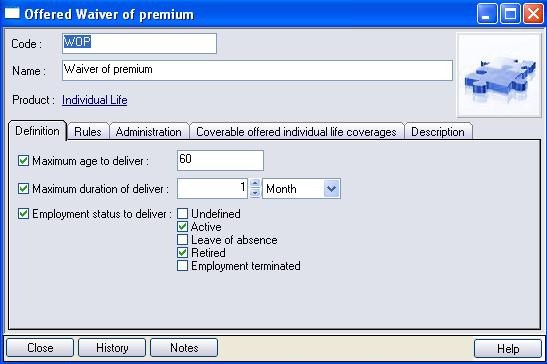 Offered Waiver of premium
Code : WOP
Name : Waiver of premium
Product : Individual Life
Definition Rules Administration Coverable offered individual life coverages Description
Maximum age to deliver : 60
Maximum duration of deliver : 1 Month
Employment status to deliver : Undefined
Active
Leave of absence
Retired
Employment terminated
Close History Notes Help